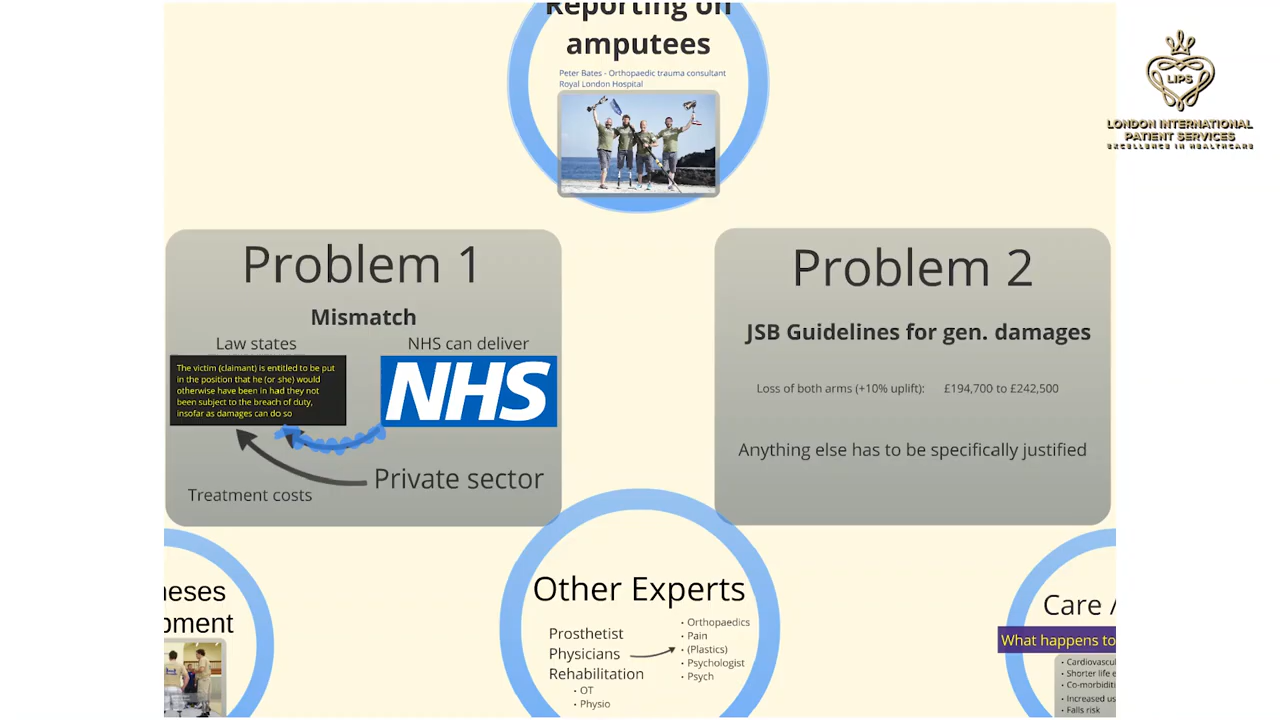 Reporting on
amputees
Peter Bates - Orthopaedic trauma consultant
Royal London Hospital
LIPS
LONDON INTERNATIONAL
PATIENT SERVICES
EXCELLENCE IN HEALTHCARE
Problem 1
Mismatch
Law states
NHS can deliver
The victim (claimant) is entitled to be put
in the position that he (or she) would
otherwise have been in had they not
been subject to the breach of duty,
insofar as damages can do so
NHS
Private sector
Treatment costs
Problem 2
JSB Guidelines for gen. damages
Loss of both arms (+10% uplift): £194,700 to £242,500
Anything else has to be specifically justified
heses
pment
Other Experts
Prosthetist
Physicians
Rehabilitation
• OT
• Physio
• Orthopaedics
• Pain
• (Plastics)
• Psychologist
• Psych
Care
What happens to
• Cardiovascul
• Shorter life e
• Co-morbiditi
• Increased us
• Falls risk